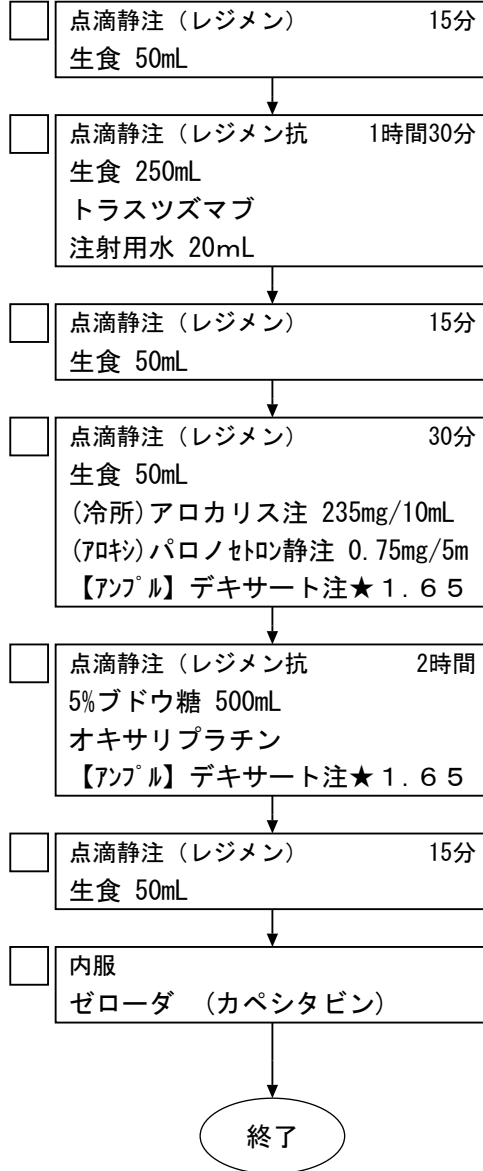 点滴静注（レジメン） 15分
生食 50mL
点滴静注（レジメン抗 1時間30分
生食 250mL
トラスツズマブ
注射用水 20mL
点滴静注（レジメン） 15分
生食 50mL
点滴静注（レジメン） 30分
生食 50mL
(冷所)アロカリス注 235mg/10mL
(アロキシ)パロノセトロン静注 0.75mg/5m
【アンプル】デキサート注★1.65
点滴静注（レジメン抗 2時間
5%ブドウ糖 500mL
オキサリプラチン
【アンプル】デキサート注★1.65
点滴静注（レジメン） 15分
生食 50mL
内服
ゼローダ （カペシタビン）
終了